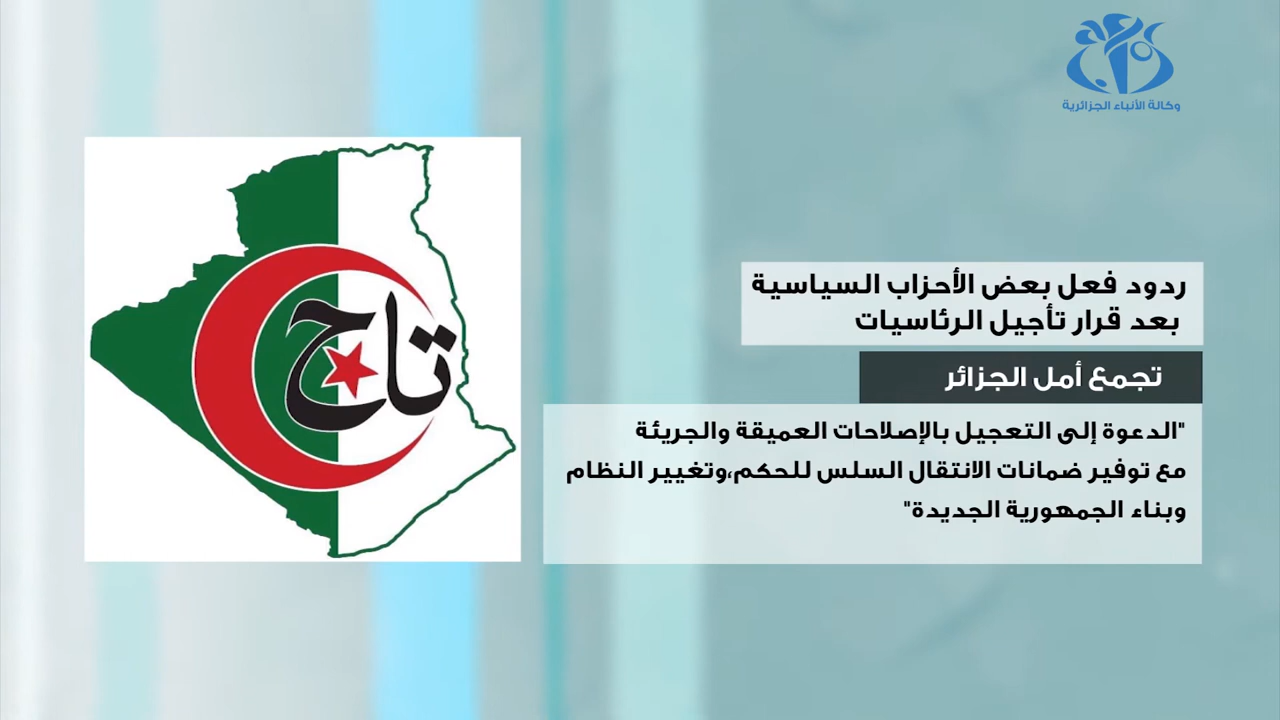 وكالة الأنباء الجزائرية
تاج
ردود فعل بعض الأحزاب السياسية
بعد قرار تأجيل الرئاسيات
تجمع أمل الجزائر
"الدعوة إلى التعجيل بالإصلاحات العميقة والجريئة
مع توفير ضمانات الانتقال السلس للحكم،وتغيير النظام
وبناء الجمهورية الجديدة"